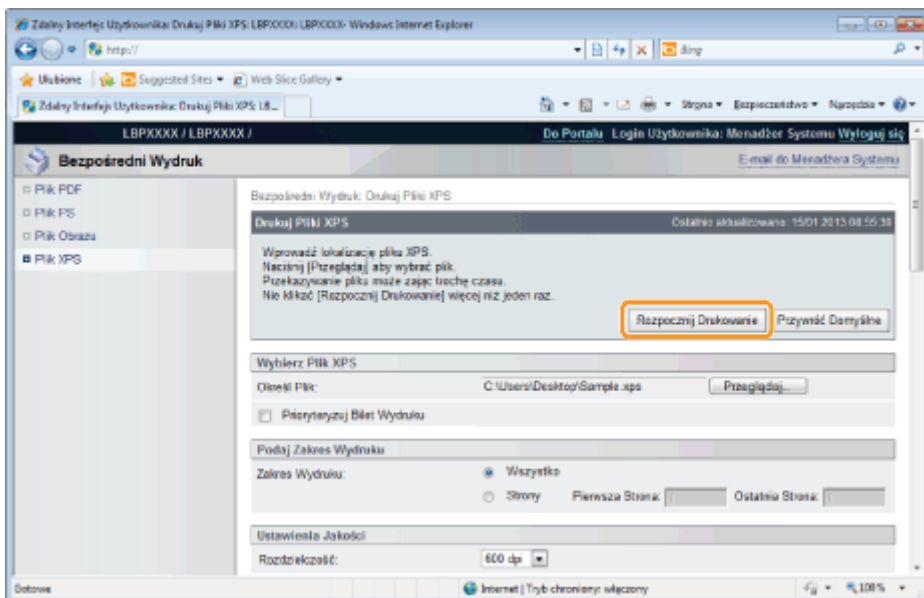 Zdalny Interfejs Użytkownika: Drukuj Pliki XPS: LBPXXXX: LBPXXXX- Windows Internet Explorer
http://
Bing
Ulubione Suggested Sites Web Slice Gallery
Zdalny Interfejs Użytkownika: Drukuj Pliki XPS: LB...
Strona Bezpieczeństwo Narzędzia
LBPXXXX / LBPXXXX /
Do Portalu Login Użytkownika: Menadżer Systemu Wyloguj się
Bezpośredni Wydruk
E-mail do Menadżera Systemu
Plik PDF
Plik PS
Plik Obrazu
Plik XPS
Bezpośredni Wydruk: Drukuj Pliki XPS
Drukuj Pliki XPS
Ostatnio aktualizowano: 15/01 2013 08:55:39
Wprowadź lokalizację pliku XPS.
Naciśnij [Przeglądaj] aby wybrać plik.
Przekazywanie pliku może zająć trochę czasu.
Nie klikać [Rozpocznij Drukowanie] więcej niż jeden raz.
Rozpocznij Drukowanie Przywróć Domyślne
Wybierz Plik XPS
Określ Plik: C:\Users\Desktop\Sample.xps Przeglądaj...
Prioryteryzuj Bilet Wydruku
Podaj Zakres Wydruku
Zakres Wydruku: Wszystko
Strony Pierwsza Strona: Ostatnia Strona:
Ustawienia Jakości
Rozdzielczość: 600 dpi
Gotowe Internet | Tryb chroniony: włączony 100%